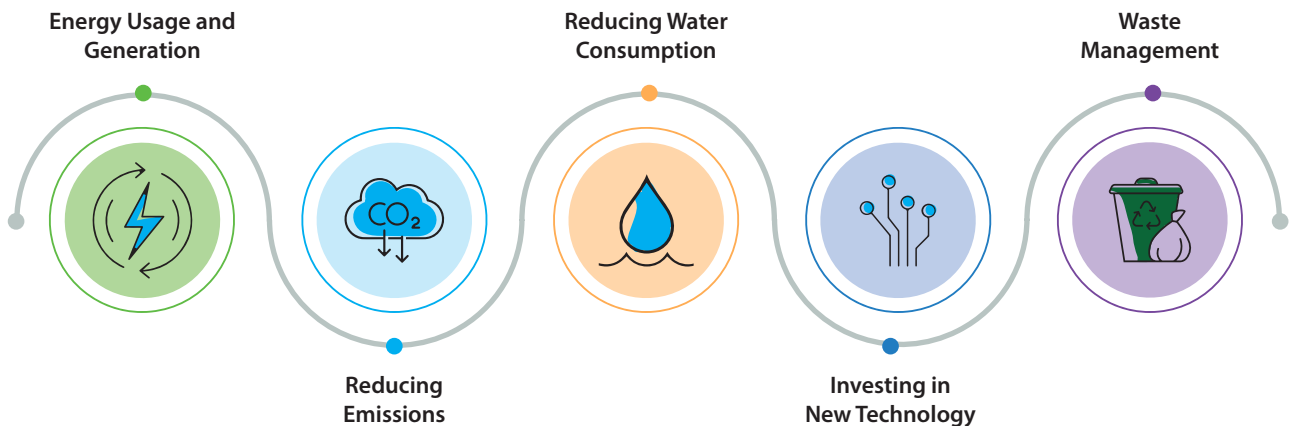 Energy Usage and
Generation
CO₂
Reducing
Emissions
Reducing Water
Consumption
Investing in
New Technology
Waste
Management